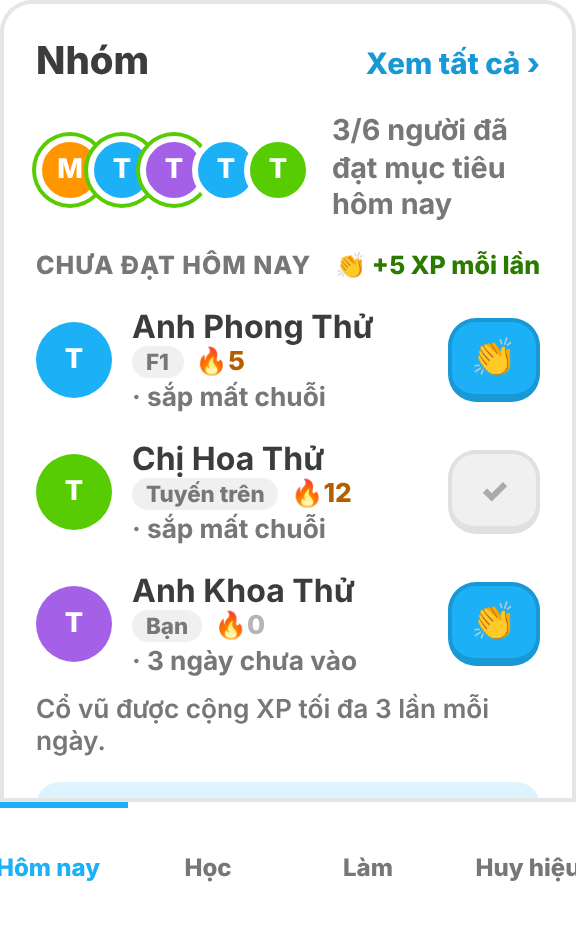 Nhóm
Xem tất cả ›
M T T T T
3/6 người đã
đạt mục tiêu
hôm nay
CHƯA ĐẠT HÔM NAY
👏 +5 XP mỗi lần
T
Anh Phong Thử
F1 🔥5
· sắp mất chuỗi
👏
T
Chị Hoa Thử
Tuyến trên 🔥12
· sắp mất chuỗi
✓
T
Anh Khoa Thử
Bạn 🔥0
· 3 ngày chưa vào
👏
Cổ vũ được cộng XP tối đa 3 lần mỗi
ngày.
Hôm nay Học Làm Huy hiệu